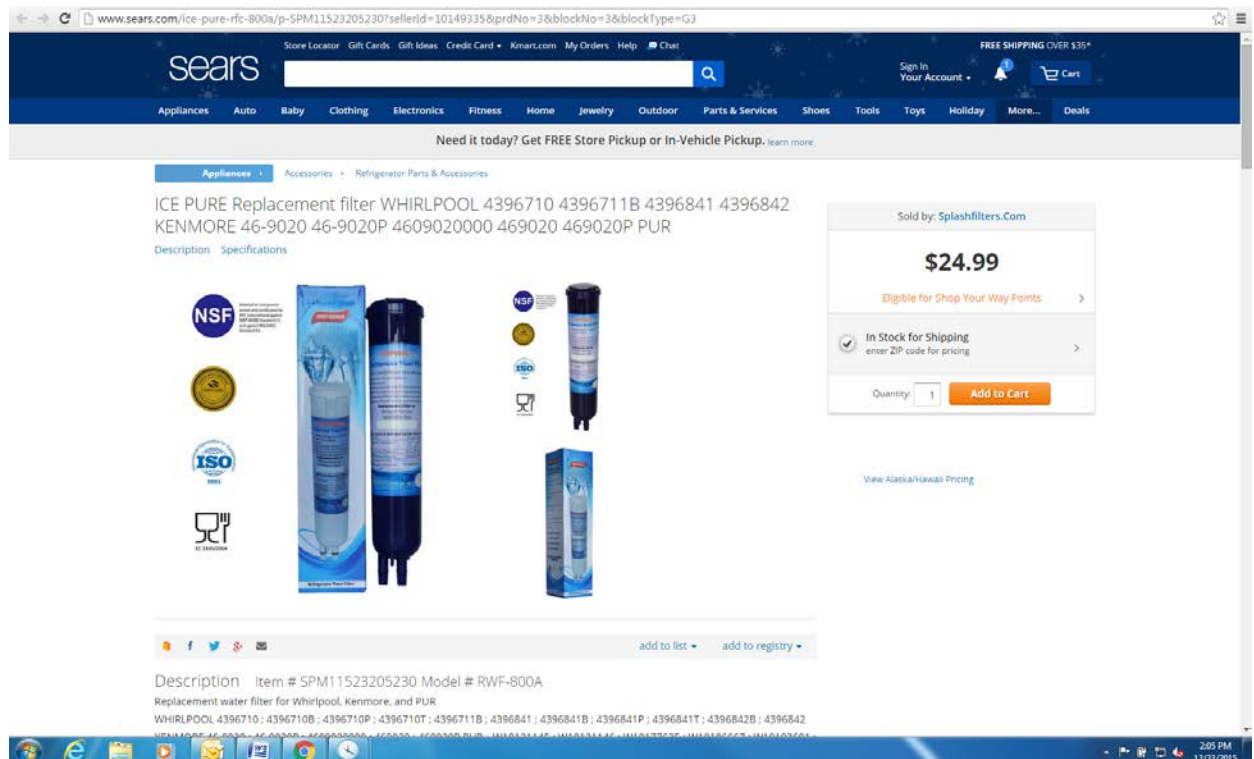 www.sears.com/ice-pure-rfc-800a/p-SPM11523205230?sellerId=10149335&prdNo=3&blockNo=3&blockType=G3
Store Locator Gift Cards Gift Ideas Credit Card Kmart.com My Orders Help Chat
FREE SHIPPING OVER $35*
sears
Sign In
Your Account
1
Cart
Appliances Auto Baby Clothing Electronics Fitness Home Jewelry Outdoor Parts & Services Shoes Tools Toys Holiday More... Deals
Need it today? Get FREE Store Pickup or In-Vehicle Pickup. learn more
Appliances Accessories Refrigerator Parts & Accessories
ICE PURE Replacement filter WHIRLPOOL 4396710 4396711B 4396841 4396842
KENMORE 46-9020 46-9020P 4609020000 469020 469020P PUR
Description Specifications
NSF
ISO
NSF
ISO
Sold by: Splashfilters.Com
$24.99
Eligible for Shop Your Way Points
In Stock for Shipping
enter ZIP code for pricing
Quantity: 1 Add to Cart
View Alaska/Hawaii Pricing
add to list add to registry
Description Item # SPM11523205230 Model # RWF-800A
Replacement water filter for Whirlpool, Kenmore, and PUR
WHIRLPOOL 4396710 ; 4396710B ; 4396710P ; 4396710T ; 4396711B ; 4396841 ; 4396841B ; 4396841P ; 4396841T ; 4396842B ; 4396842
2:05 PM